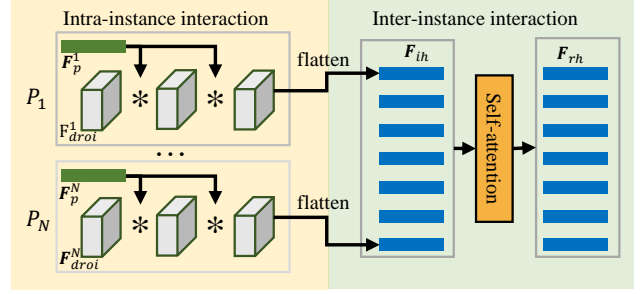 Intra-instance interaction
Inter-instance interaction
F_p^1
P_1
* *
F_droi^1
flatten
...
F_p^N
P_N
* *
F_droi^N
flatten
F_ih
Self-attention
F_rh